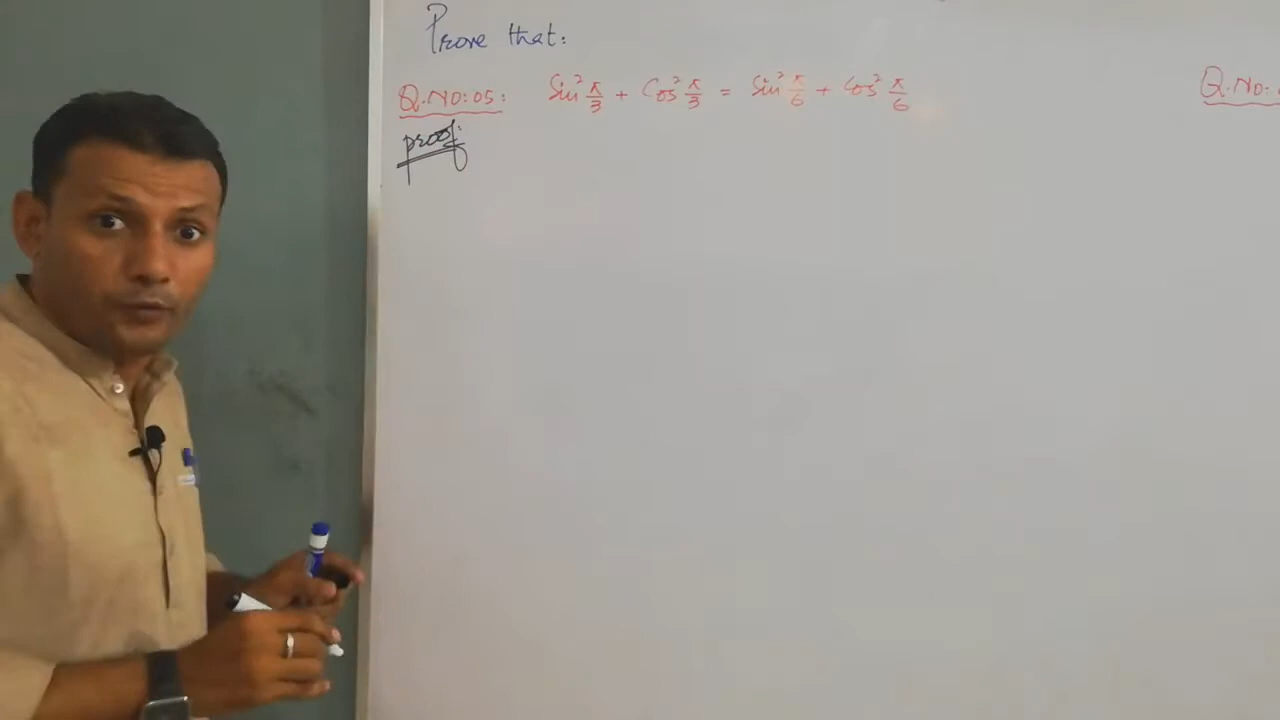 Prove that:
Q.NO:05: Sin² π/3 + Cos² π/3 = Sin² π/6 + Cos² π/6
Q.NO:
proof: